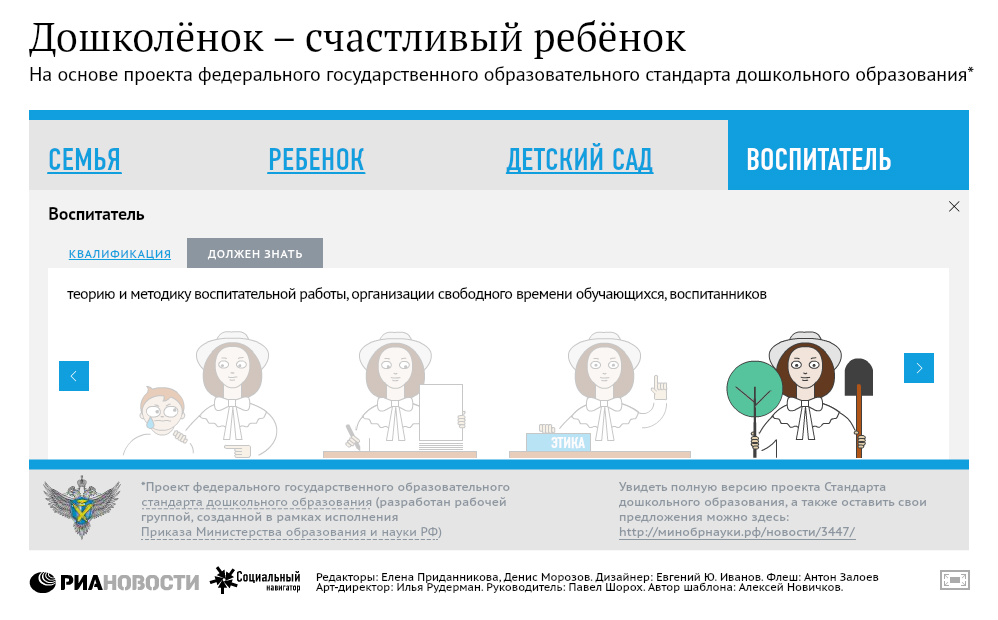 Дошколёнок – счастливый ребёнок
На основе проекта федерального государственного образовательного стандарта дошкольного образования*
СЕМЬЯ
РЕБЕНОК
ДЕТСКИЙ САД
ВОСПИТАТЕЛЬ
Воспитатель
КВАЛИФИКАЦИЯ
ДОЛЖЕН ЗНАТЬ
теорию и методику воспитательной работы, организации свободного времени обучающихся, воспитанников
ЭТИКА
*Проект федерального государственного образовательного
стандарта дошкольного образования (разработан рабочей
группой, созданной в рамках исполнения
Приказа Министерства образования и науки РФ)
Увидеть полную версию проекта Стандарта
дошкольного образования, а также оставить свои
предложения можно здесь:
http://минобрнауки.рф/новости/3447/
РИАНОВОСТИ
Социальный
навигатор
Редакторы: Елена Приданникова, Денис Морозов. Дизайнер: Евгений Ю. Иванов. Флеш: Антон Залоев
Арт-директор: Илья Рудерман. Руководитель: Павел Шорох. Автор шаблона: Алексей Новичков.